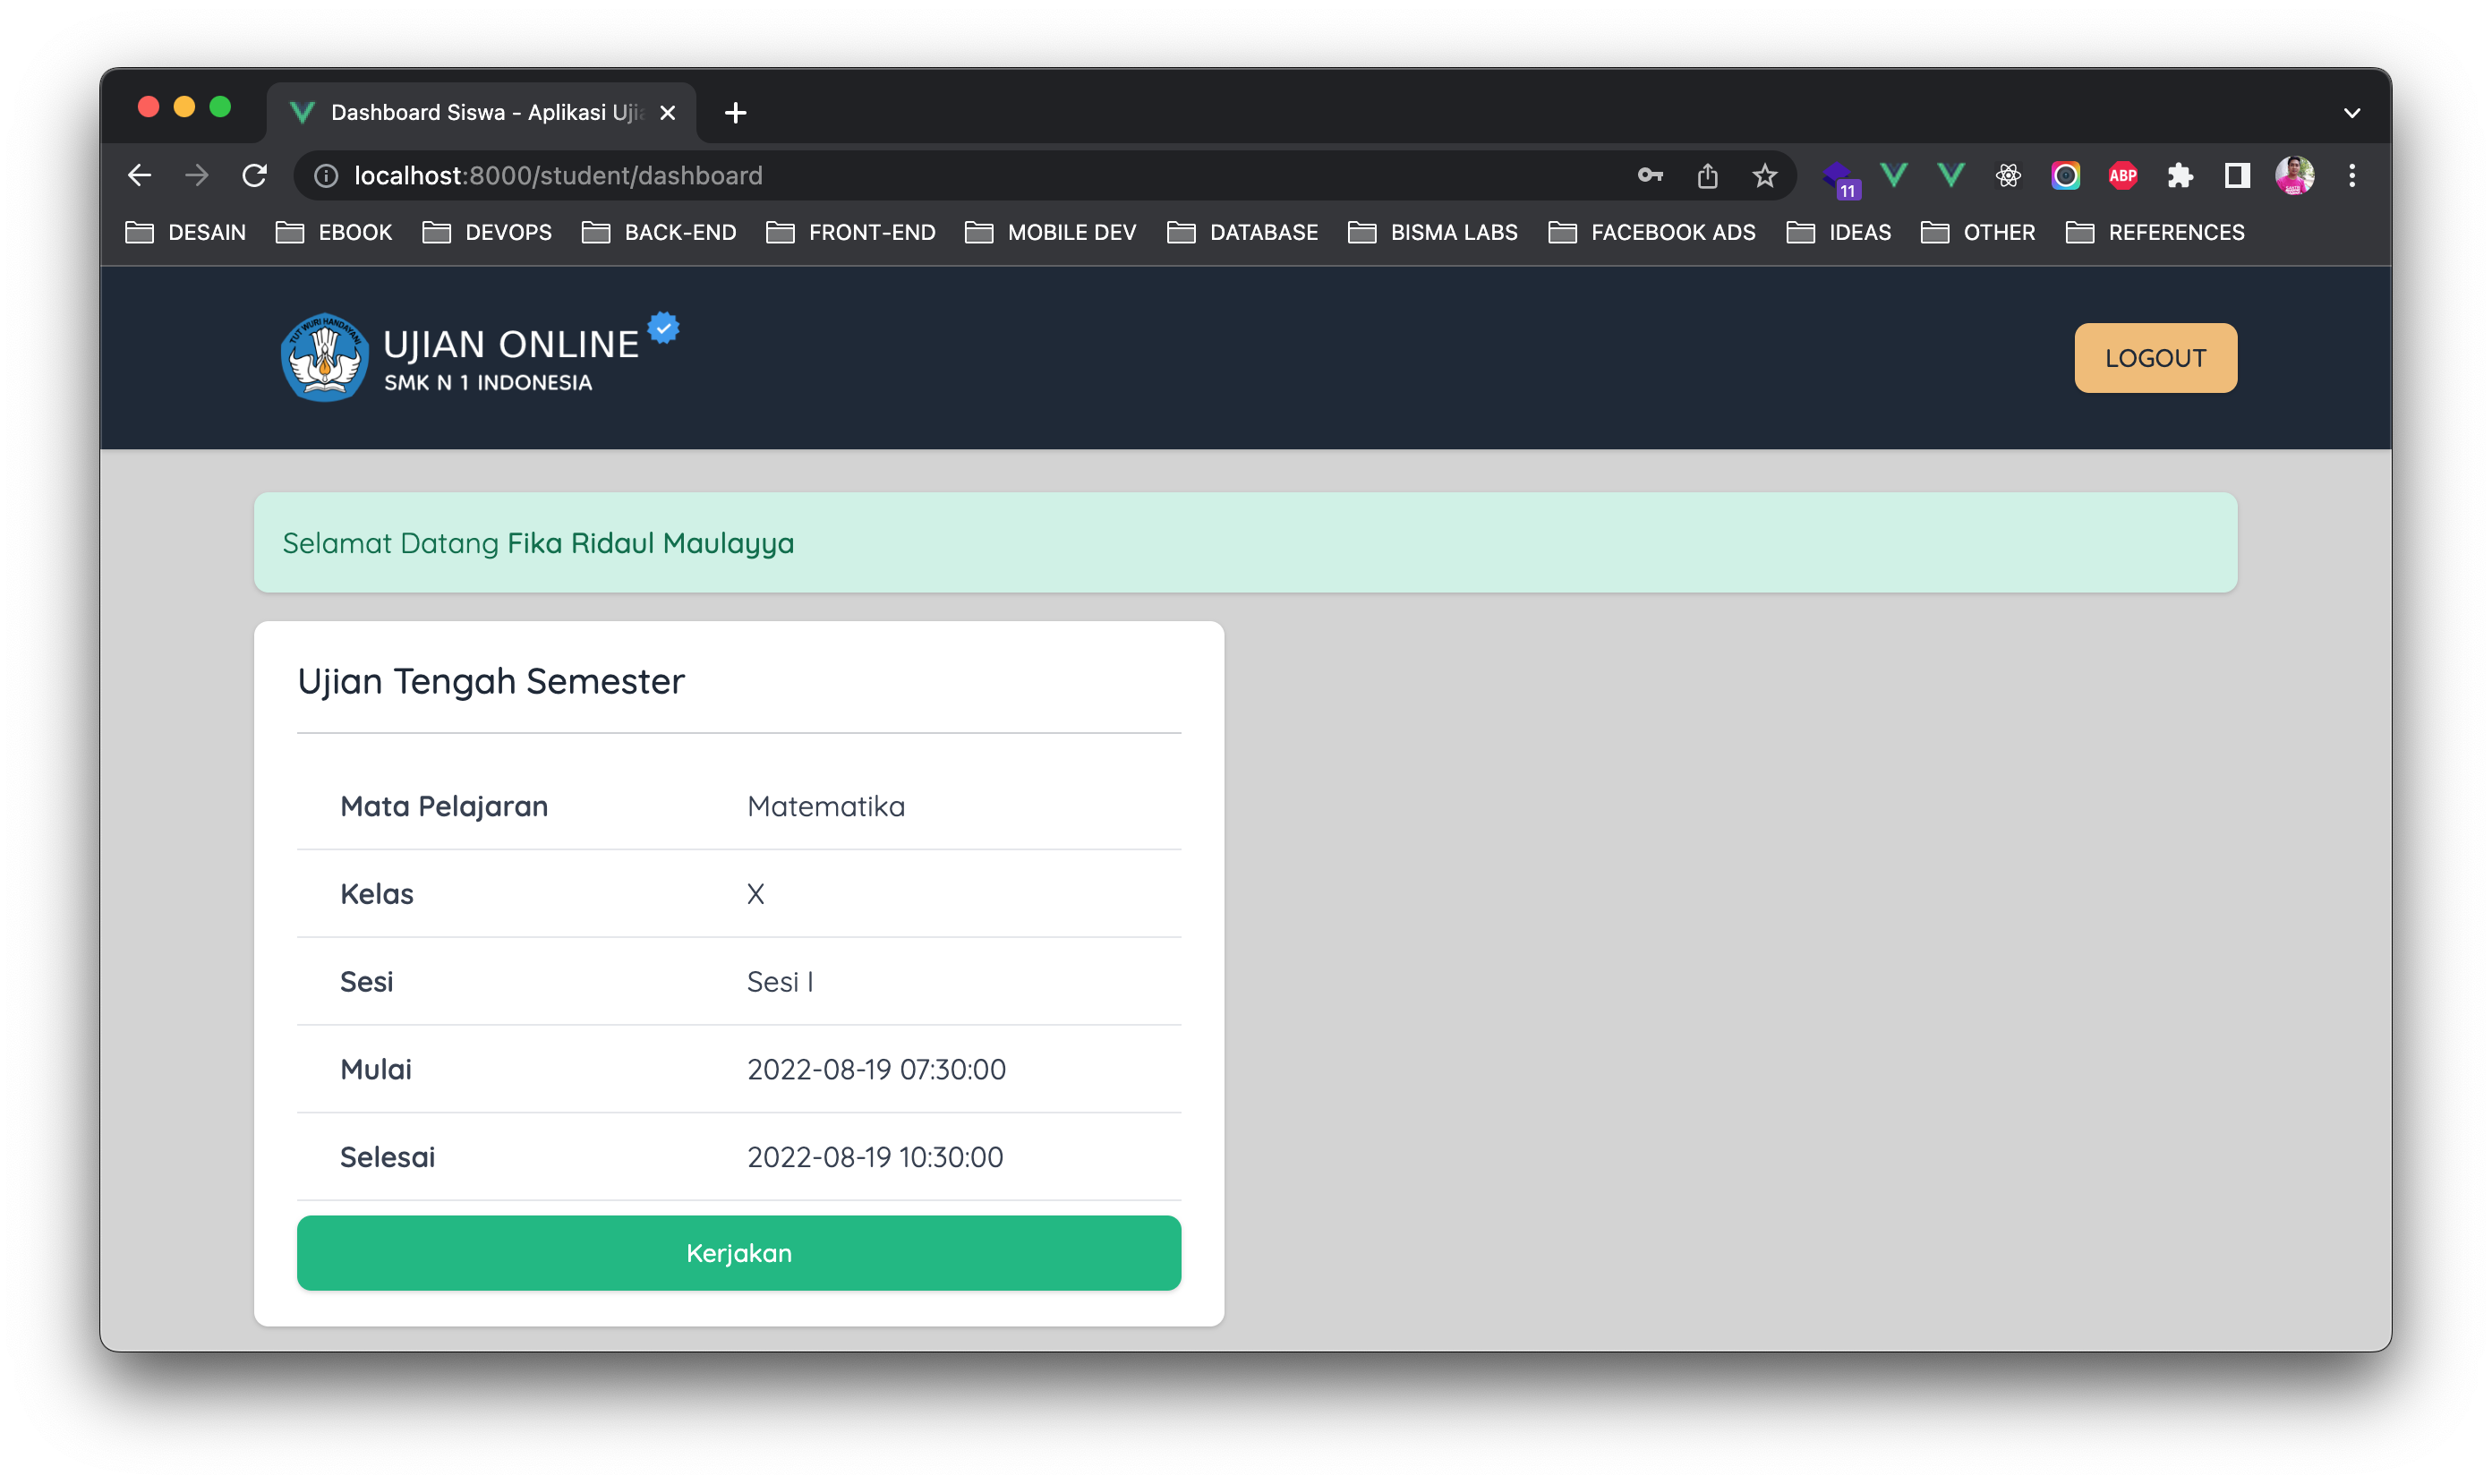 Dashboard Siswa - Aplikasi Uji
localhost:8000/student/dashboard
11
ABP
DESAIN EBOOK DEVOPS BACK-END FRONT-END MOBILE DEV DATABASE BISMA LABS FACEBOOK ADS IDEAS OTHER REFERENCES
TUT WURI HANDAYANI
UJIAN ONLINE
SMK N 1 INDONESIA
LOGOUT
Selamat Datang Fika Ridaul Maulayya
Ujian Tengah Semester
Mata Pelajaran Matematika
Kelas X
Sesi Sesi I
Mulai 2022-08-19 07:30:00
Selesai 2022-08-19 10:30:00
Kerjakan